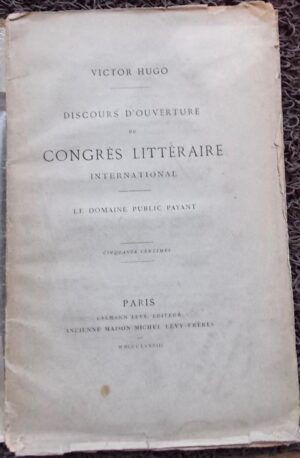 VICTOR HUGO
DISCOURS D'OUVERTURE
DU
CONGRÈS LITTÉRAIRE
INTERNATIONAL
LE DOMAINE PUBLIC PAYANT
CINQUANTE CENTIMES
PARIS
CALMANN LÉVY, ÉDITEUR
ANCIENNE MAISON MICHEL LÉVY FRÈRES
MDCCCLXXVIII